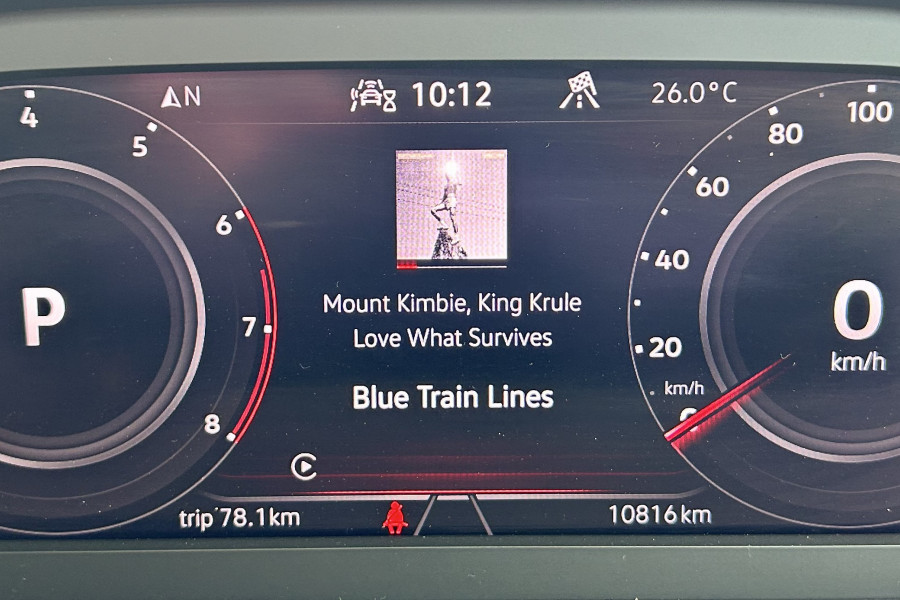 N
10:12
26.0°C
4
5
6
7
8
P
Mount Kimbie, King Krule
Love What Survives
Blue Train Lines
100
80
60
40
20
km/h
0
0
km/h
trip 78.1km
10816km